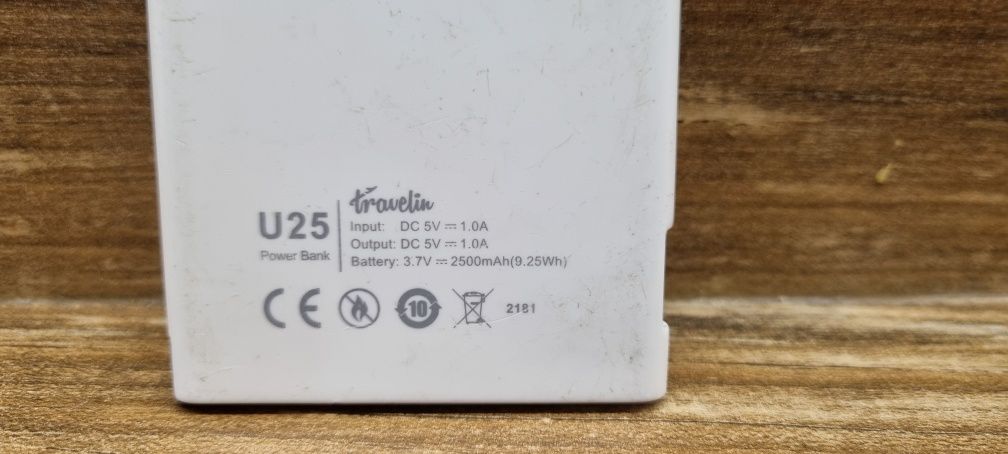 U25
Power Bank
travelin
Input: DC 5V ⎓ 1.0A
Output: DC 5V ⎓ 1.0A
Battery: 3.7V ⎓ 2500mAh(9.25Wh)
CE 10 2181